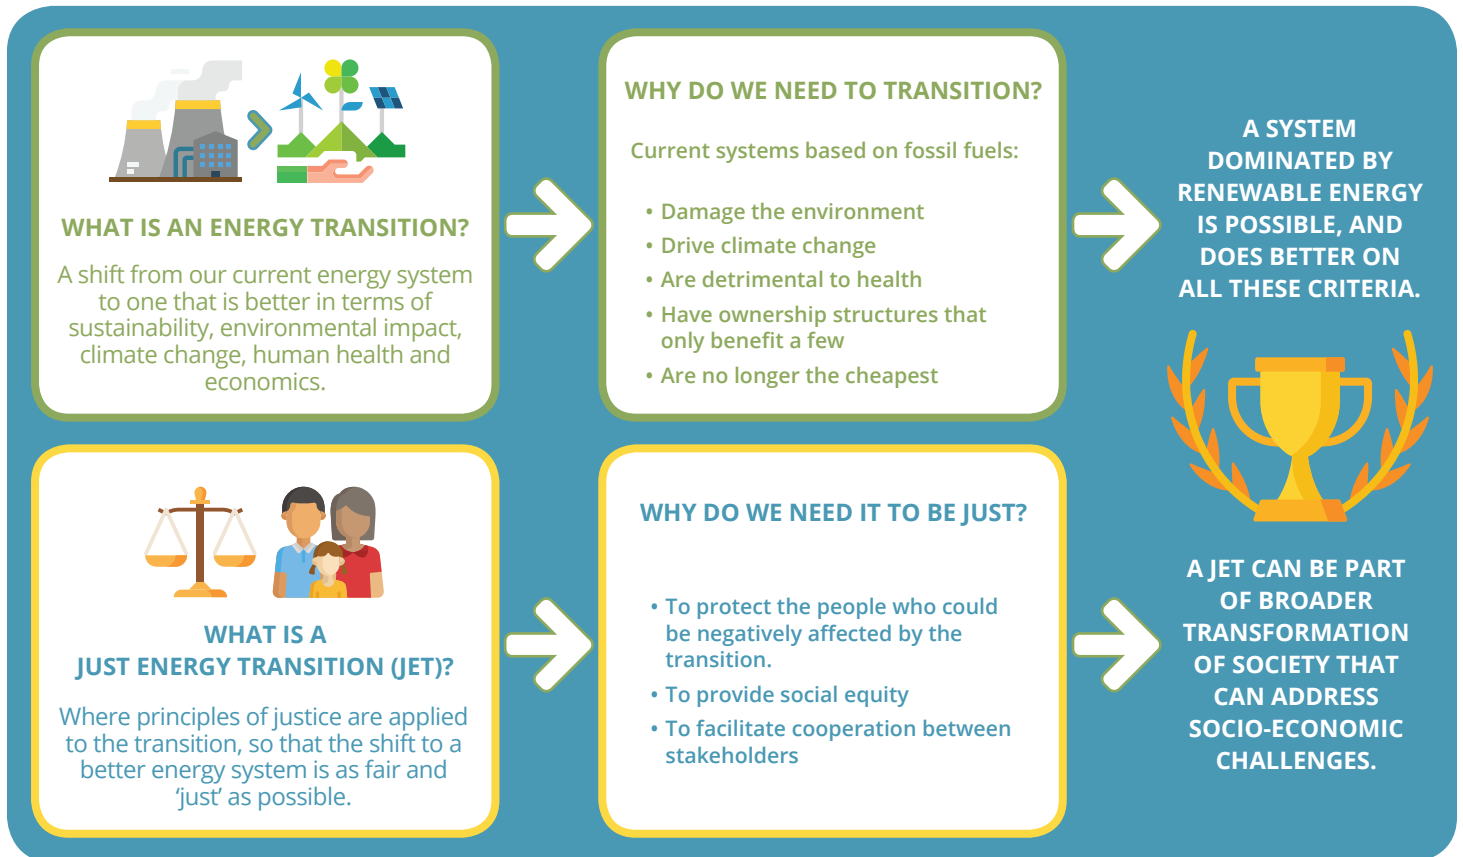 WHAT IS AN ENERGY TRANSITION?
A shift from our current energy system
to one that is better in terms of
sustainability, environmental impact,
climate change, human health and
economics.
WHY DO WE NEED TO TRANSITION?
Current systems based on fossil fuels:
• Damage the environment
• Drive climate change
• Are detrimental to health
• Have ownership structures that
only benefit a few
• Are no longer the cheapest
A SYSTEM
DOMINATED BY
RENEWABLE ENERGY
IS POSSIBLE, AND
DOES BETTER ON
ALL THESE CRITERIA.
WHAT IS A
JUST ENERGY TRANSITION (JET)?
Where principles of justice are applied
to the transition, so that the shift to a
better energy system is as fair and
‘just’ as possible.
WHY DO WE NEED IT TO BE JUST?
• To protect the people who could
be negatively affected by the
transition.
• To provide social equity
• To facilitate cooperation between
stakeholders
A JET CAN BE PART
OF BROADER
TRANSFORMATION
OF SOCIETY THAT
CAN ADDRESS
SOCIO-ECONOMIC
CHALLENGES.